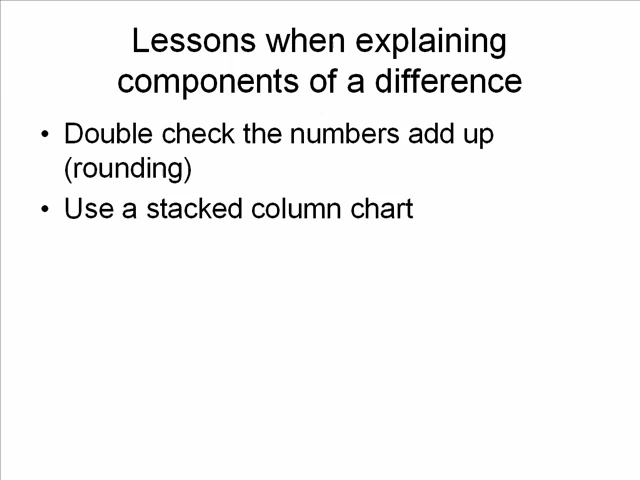 Lessons when explaining
components of a difference
• Double check the numbers add up
(rounding)
• Use a stacked column chart